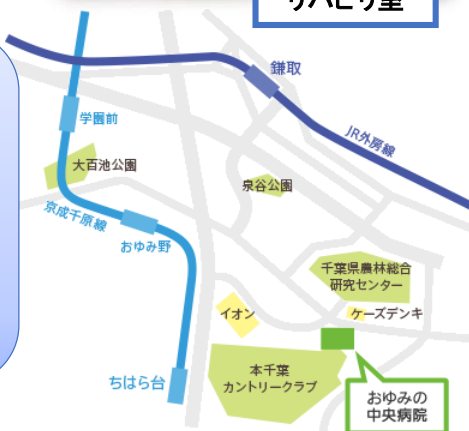 リハビリ室
鎌取
学園前
JR外房線
大百池公園
泉谷公園
京成千原線
おゆみ野
千葉県農林総合
研究センター
イオン
ケーズデンキ
本千葉
カントリークラブ
ちはら台
おゆみの
中央病院